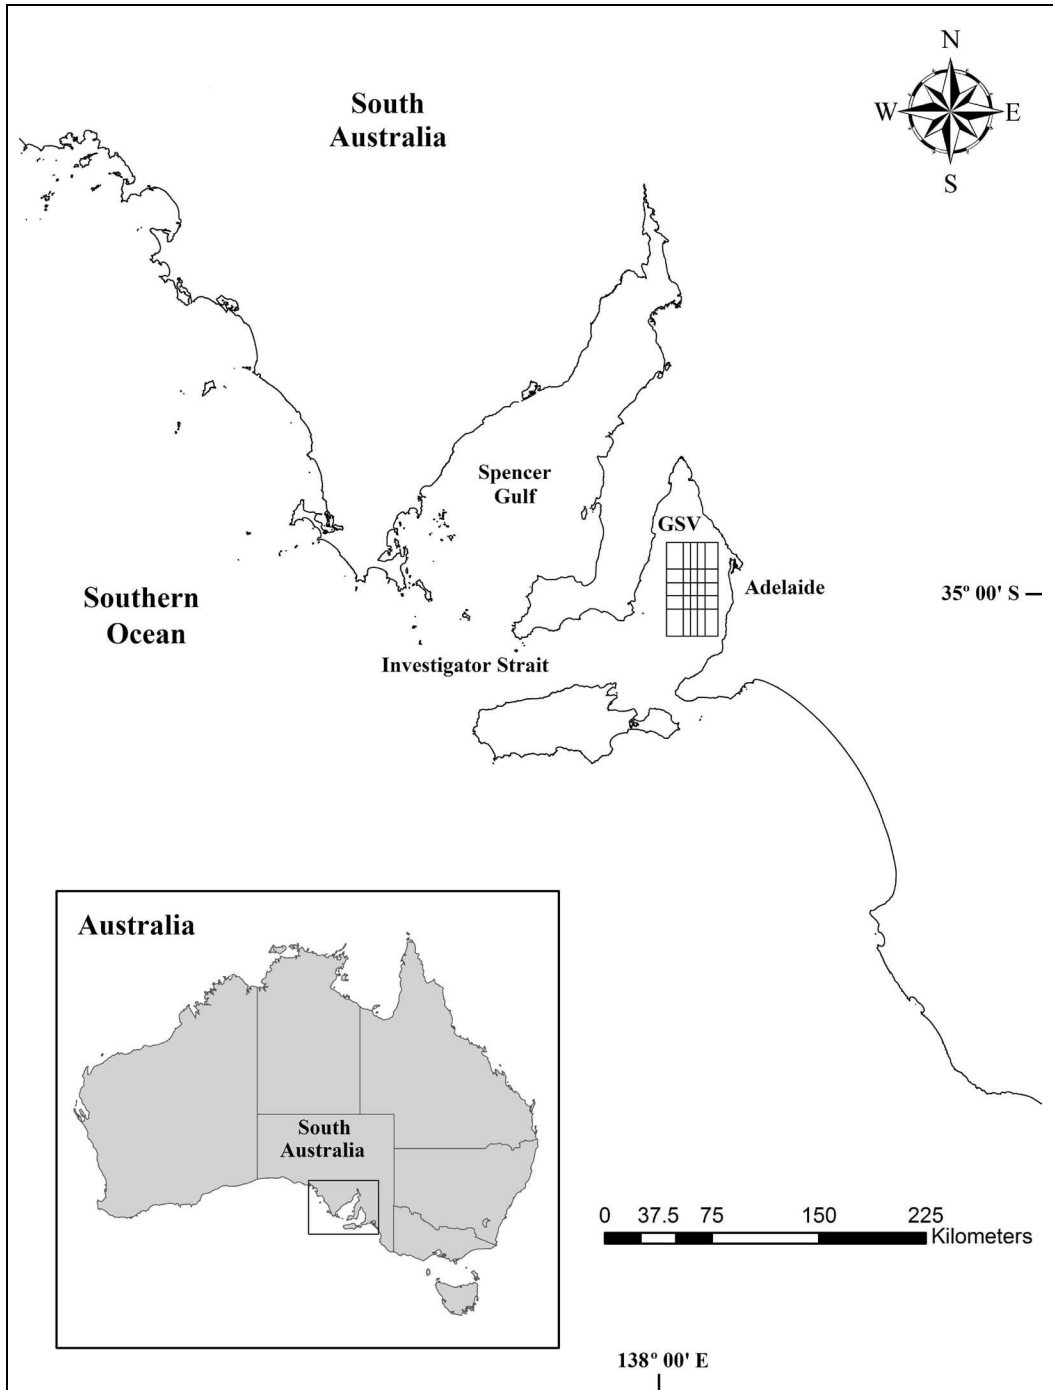 N
W E
S
South
Australia
Spencer
Gulf
GSV
Adelaide
35º 00' S
Southern
Ocean
Investigator Strait
Australia
South
Australia
0 37.5 75 150 225
Kilometers
138º 00' E